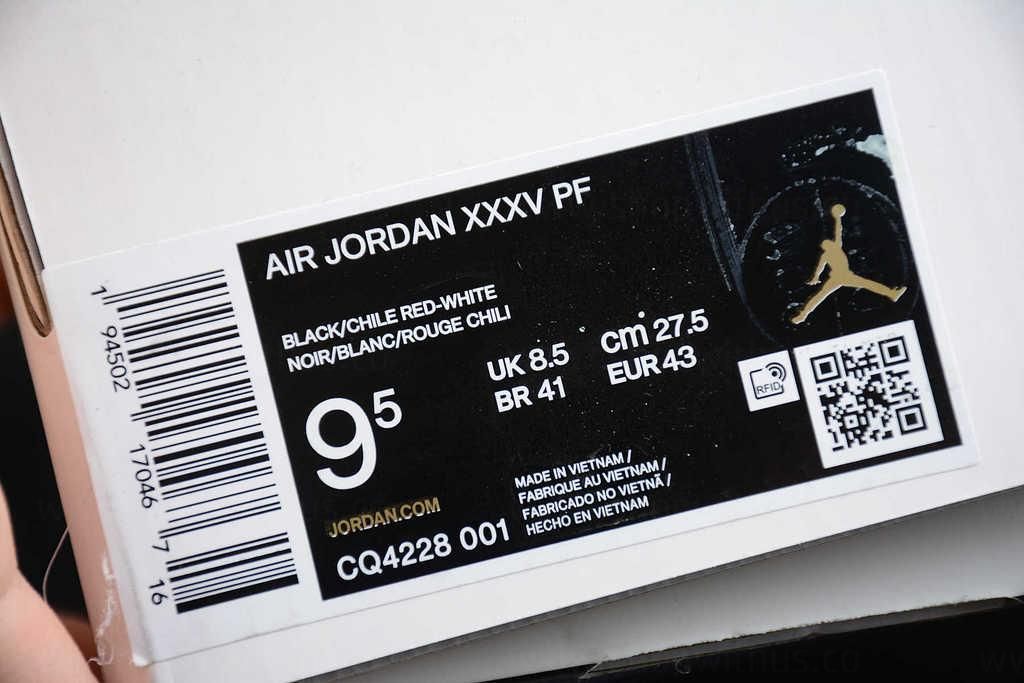 AIR JORDAN XXXV PF
BLACK/CHILE RED-WHITE
NOIR/BLANC/ROUGE CHILI
9 5
UK 8.5
BR 41
cm 27.5
EUR 43
RFID
JORDAN.COM
CQ4228 001
MADE IN VIETNAM /
FABRIQUE AU VIETNAM /
FABRICADO NO VIETNÃ /
HECHO EN VIETNAM
1 94502 17046 7 16